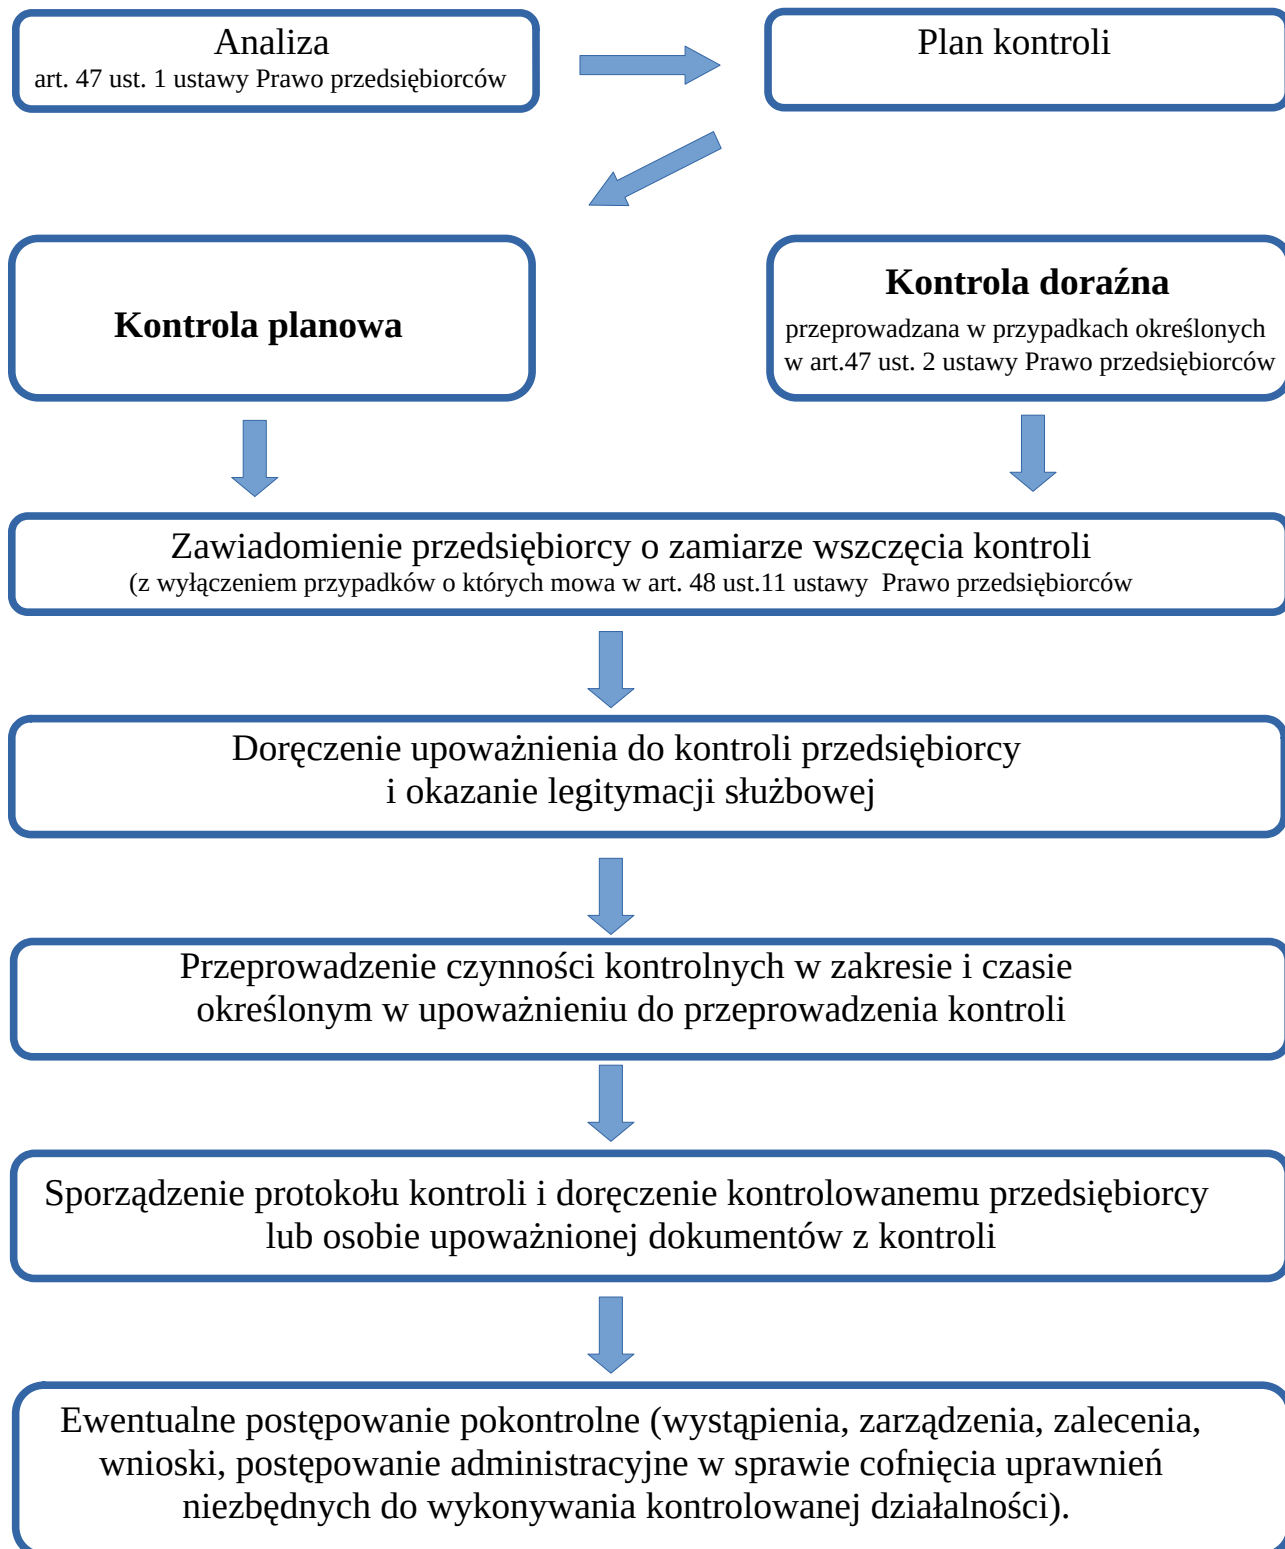 Analiza
art. 47 ust. 1 ustawy Prawo przedsiębiorców
Plan kontroli
Kontrola planowa
Kontrola doraźna
przeprowadzana w przypadkach określonych
w art.47 ust. 2 ustawy Prawo przedsiębiorców
Zawiadomienie przedsiębiorcy o zamiarze wszczęcia kontroli
(z wyłączeniem przypadków o których mowa w art. 48 ust.11 ustawy  Prawo przedsiębiorców
Doręczenie upoważnienia do kontroli przedsiębiorcy
i okazanie legitymacji służbowej
Przeprowadzenie czynności kontrolnych w zakresie i czasie
określonym w upoważnieniu do przeprowadzenia kontroli
Sporządzenie protokołu kontroli i doręczenie kontrolowanemu przedsiębiorcy
lub osobie upoważnionej dokumentów z kontroli
Ewentualne postępowanie pokontrolne (wystąpienia, zarządzenia, zalecenia,
wnioski, postępowanie administracyjne w sprawie cofnięcia uprawnień
niezbędnych do wykonywania kontrolowanej działalności).